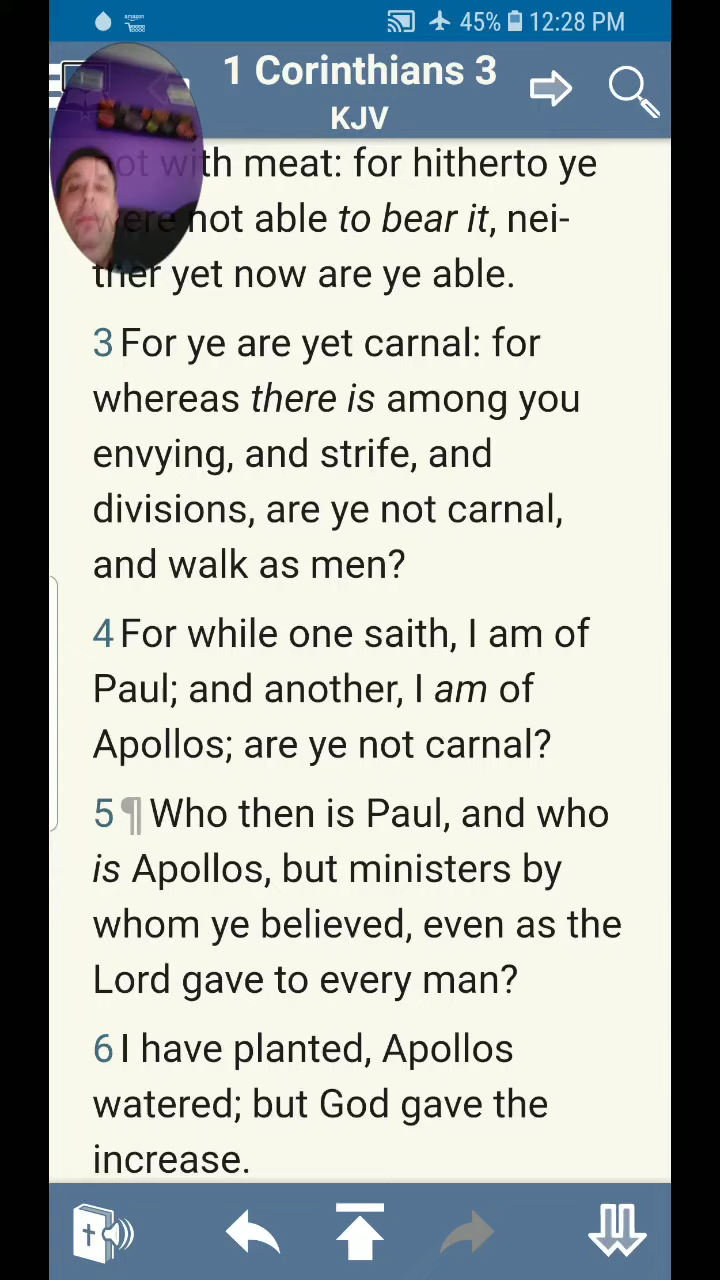 amazon
45% 12:28 PM
1 Corinthians 3
KJV
not with meat: for hitherto ye
were not able to bear it, nei-
ther yet now are ye able.
3 For ye are yet carnal: for
whereas there is among you
envying, and strife, and
divisions, are ye not carnal,
and walk as men?
4 For while one saith, I am of
Paul; and another, I am of
Apollos; are ye not carnal?
5 ¶ Who then is Paul, and who
is Apollos, but ministers by
whom ye believed, even as the
Lord gave to every man?
6 I have planted, Apollos
watered; but God gave the
increase.